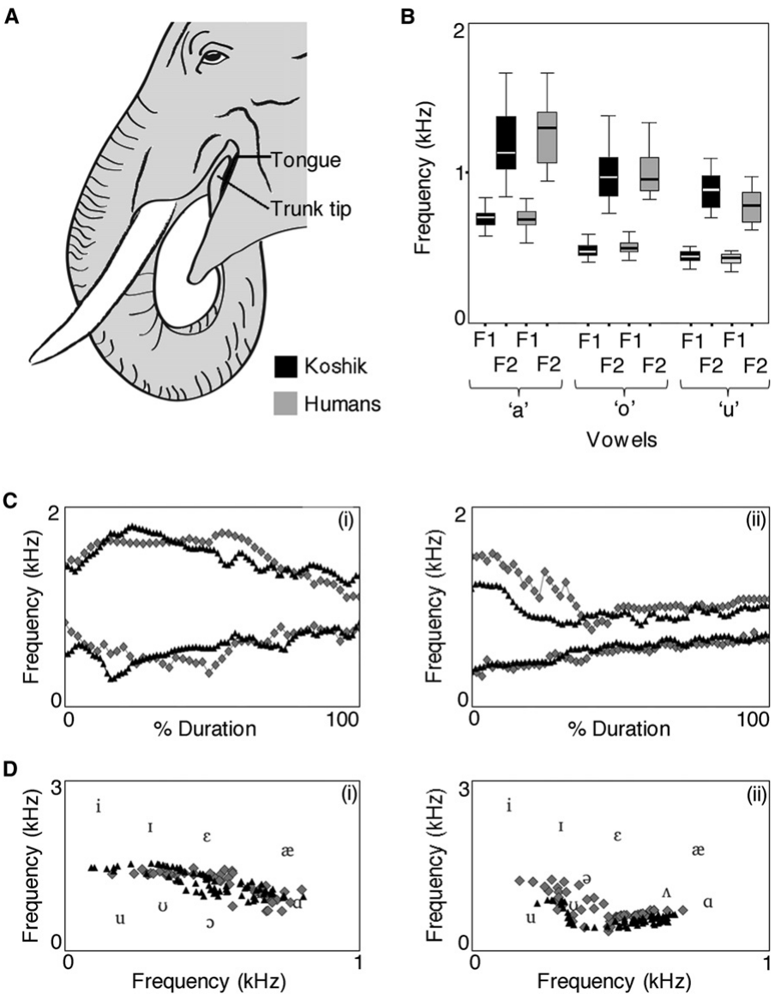 A
Tongue
Trunk tip
Koshik
Humans
B
2
1
0
Frequency (kHz)
F1 F1 F1 F1 F1 F1
F2 F2 F2 F2 F2 F2
‘a’ ‘o’ ‘u’
Vowels
C
2
0
Frequency (kHz)
(i)
0 100
% Duration
2
0
Frequency (kHz)
(ii)
0 100
% Duration
D
3
0
Frequency (kHz)
(i)
i
ɪ
ɛ
æ
ʊ
ɑ
u
ɔ
0 1
Frequency (kHz)
3
0
Frequency (kHz)
(ii)
i
ɪ
ɛ
æ
ə
ʌ
ʊ
ɑ
u
0 1
Frequency (kHz)